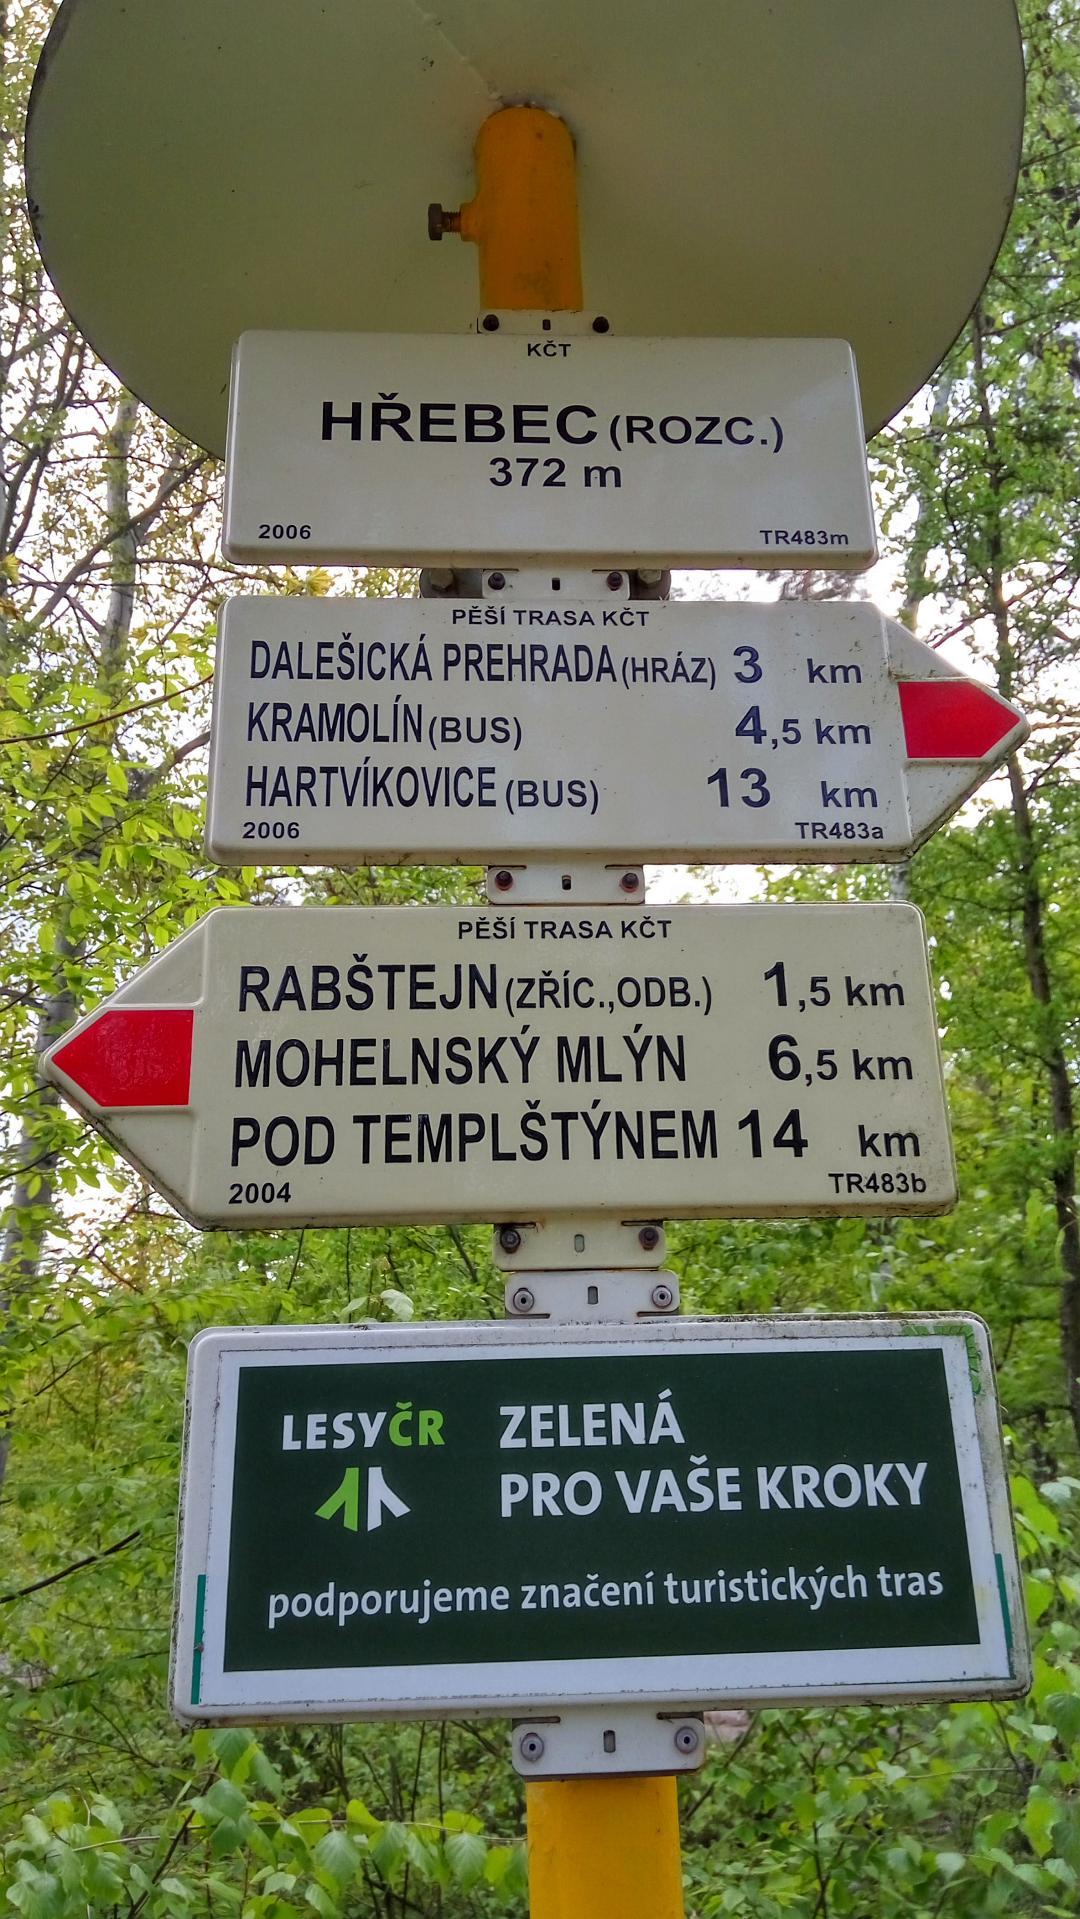 KČT
HŘEBEC (ROZC.)
372 m
2006 TR483m
PĚŠÍ TRASA KČT
DALEŠICKÁ PREHRADA (HRÁZ) 3 km
KRAMOLÍN (BUS) 4,5 km
HARTVÍKOVICE (BUS) 13 km
2006 TR483a
PĚŠÍ TRASA KČT
RABŠTEJN (ZŘÍC.,ODB.) 1,5 km
MOHELNSKÝ MLÝN 6,5 km
POD TEMPLŠTÝNEM 14 km
2004 TR483b
LESYČR ZELENÁ
PRO VAŠE KROKY
podporujeme značení turistických tras